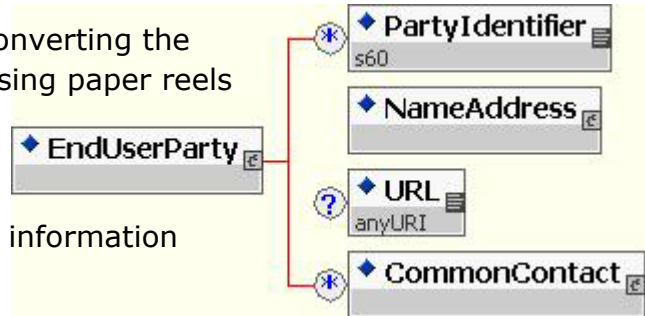 onverting the
sing paper reels
EndUserParty
information
* PartyIdentifier
s60
NameAddress
? URL
anyURI
* CommonContact